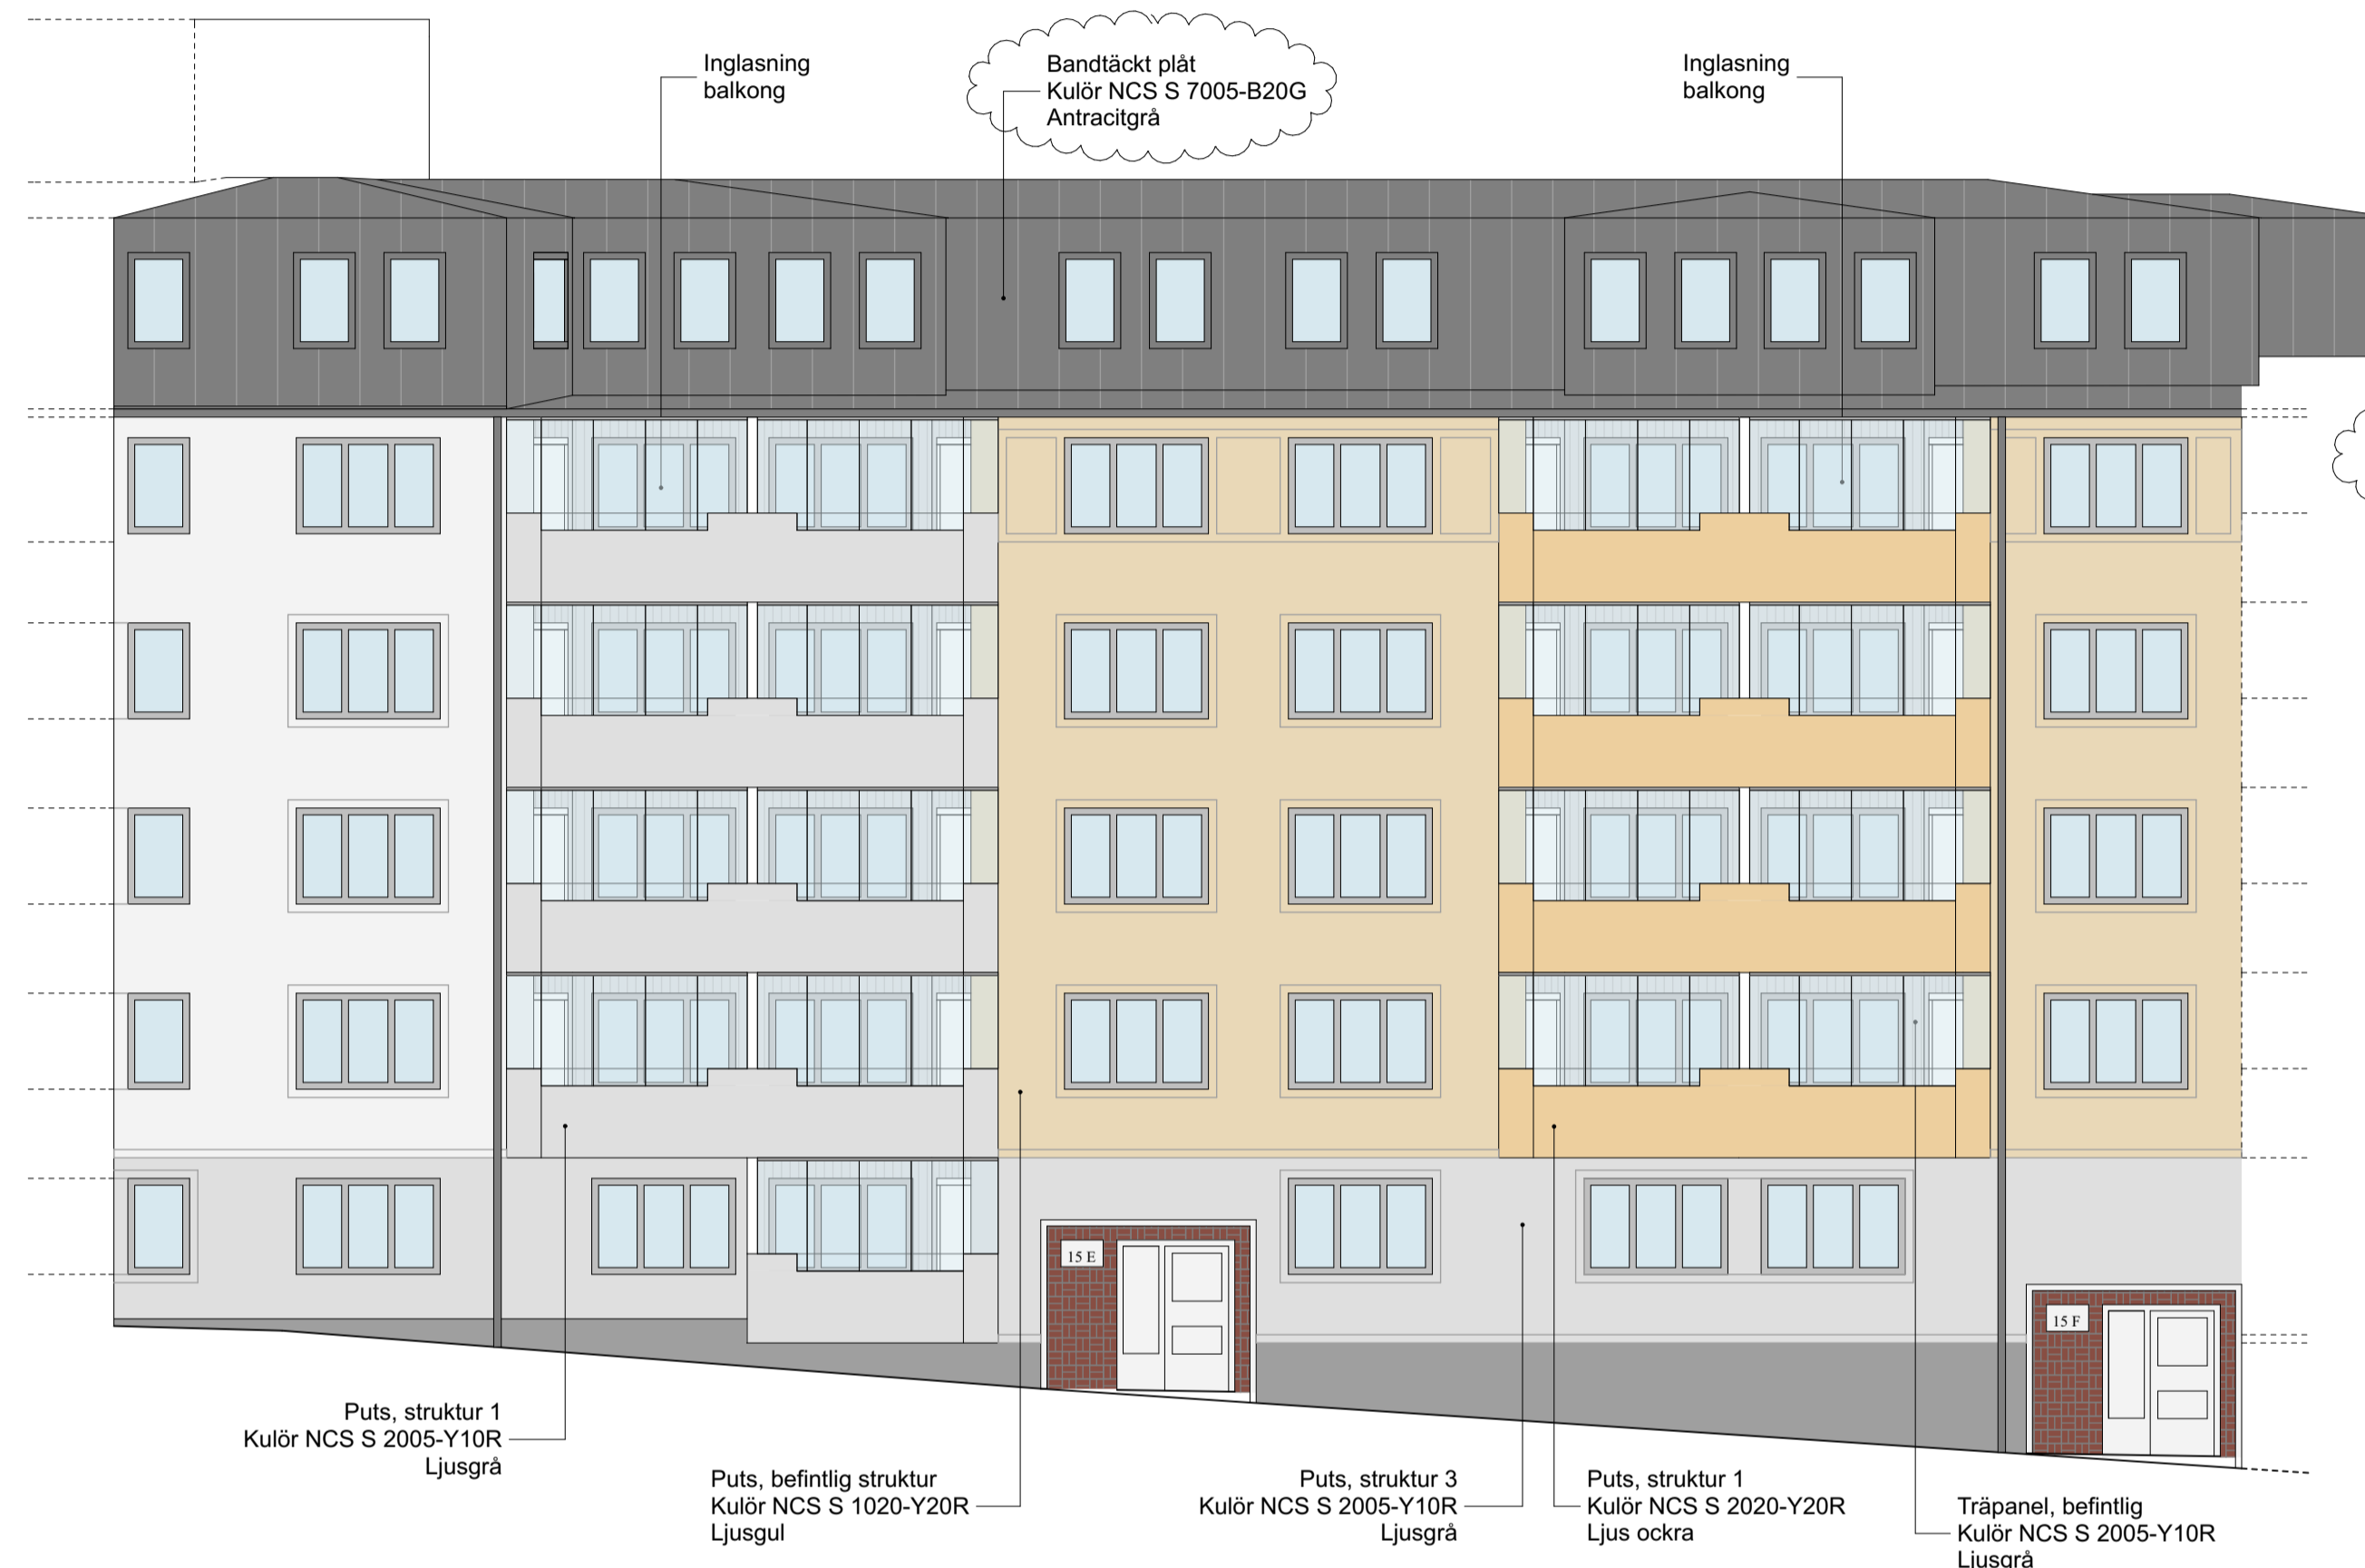 Inglasning
balkong
Bandtäckt plåt
Kulör NCS S 7005-B20G
Antracitgrå
Inglasning
balkong
15 E
15 F
Puts, struktur 1
Kulör NCS S 2005-Y10R
Ljusgrå
Puts, befintlig struktur
Kulör NCS S 1020-Y20R
Ljusgul
Puts, struktur 3
Kulör NCS S 2005-Y10R
Ljusgrå
Puts, struktur 1
Kulör NCS S 2020-Y20R
Ljus ockra
Träpanel, befintlig
Kulör NCS S 2005-Y10R
Ljusgrå